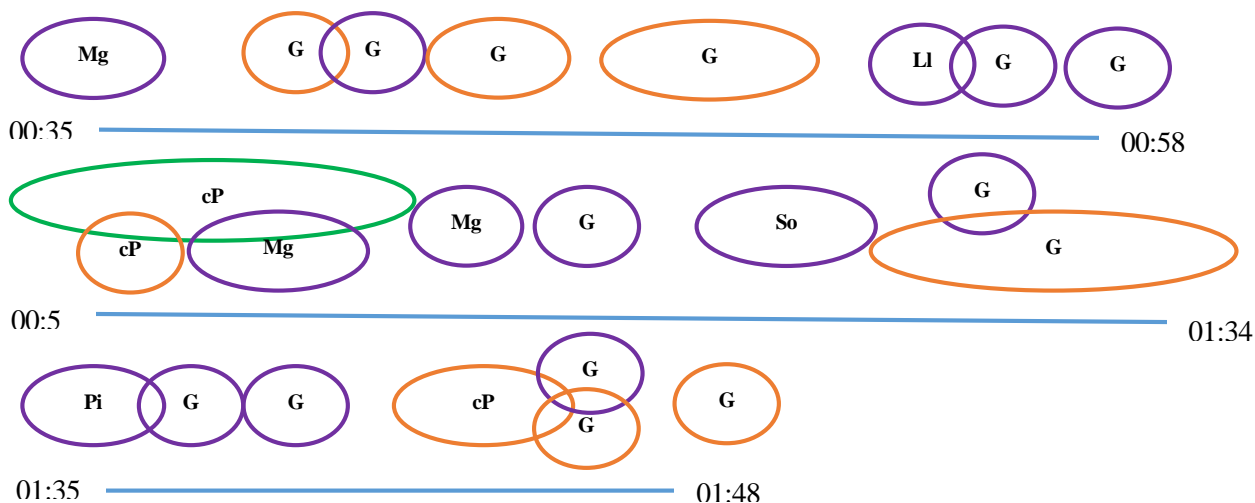 Mg G G G G Ll G G
00:35 00:58
cP G
cP Mg Mg G So G
00:5 01:34
Pi G G cP G G G
01:35 01:48